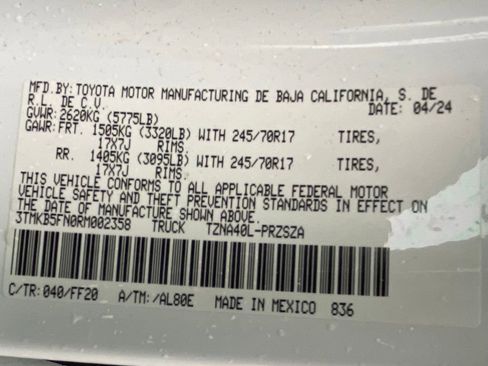 MFD.BY: TOYOTA MOTOR MANUFACTURING DE BAJA CALIFORNIA, S. DE
R.L. DE C.V. DATE: 04/24
GVWR: 2620KG (5775LB)
GAWR: FRT. 1505KG (3320LB) WITH 245/70R17 TIRES,
17X7J RIMS.
RR. 1405KG (3095LB) WITH 245/70R17 TIRES,
17X7J RIMS.
THIS VEHICLE CONFORMS TO ALL APPLICABLE FEDERAL MOTOR
VEHICLE SAFETY AND THEFT PREVENTION STANDARDS IN EFFECT ON
THE DATE OF MANUFACTURE SHOWN ABOVE.
3TMKB5FN0RM002358 TRUCK TZNA40L-PRZSZA
C/TR: 040/FF20 A/TM: /AL80E MADE IN MEXICO 836